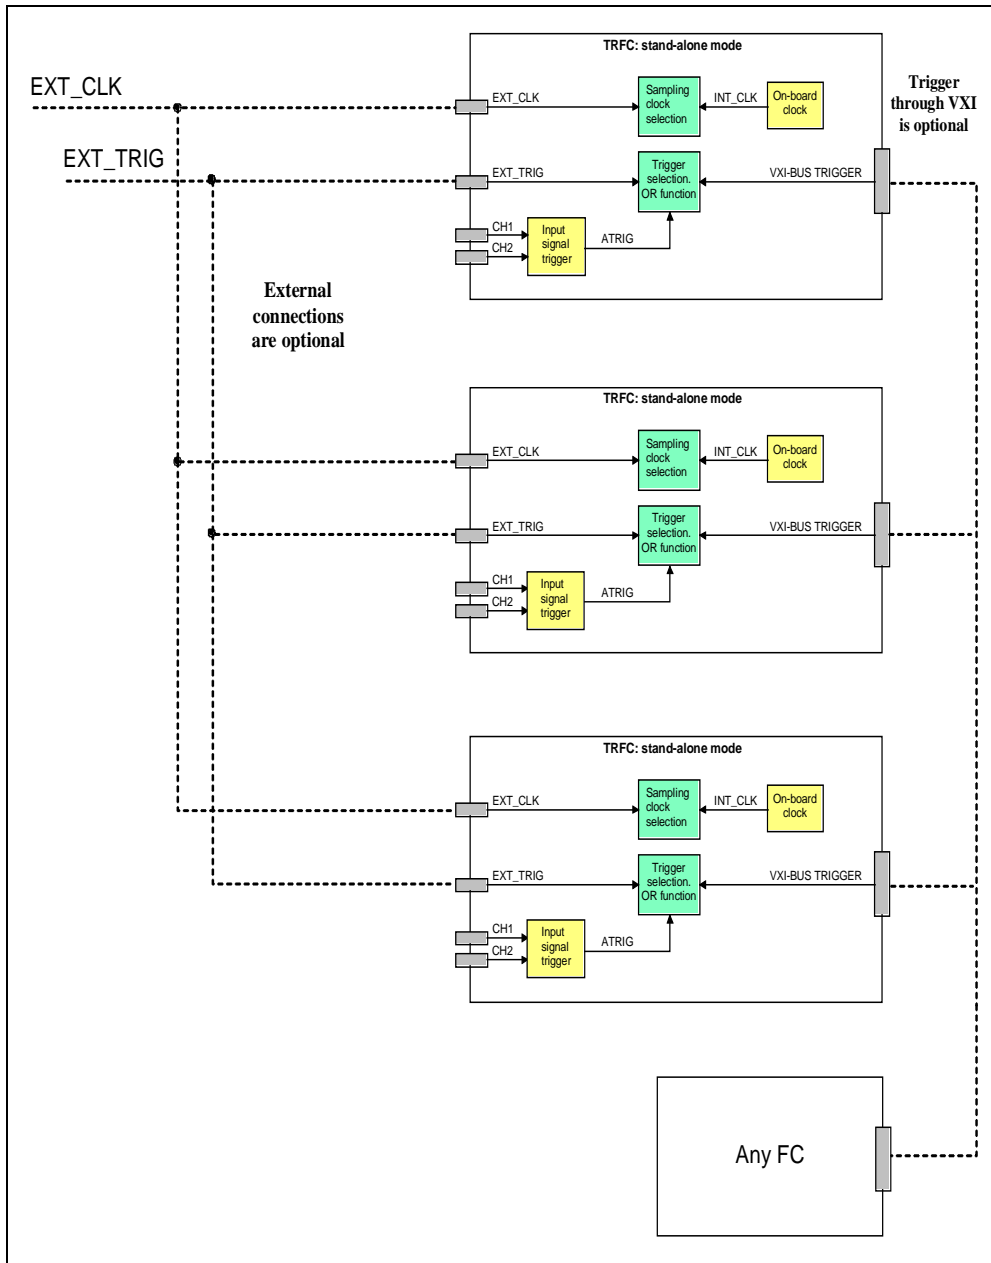 TRFC: stand-alone mode
EXT_CLK
EXT_CLK
Sampling
clock
selection
INT_CLK
On-board
clock
Trigger
through VXI
is optional
EXT_TRIG
EXT_TRIG
Trigger
selection.
OR function
VXI-BUS TRIGGER
CH1
CH2
Input
signal
trigger
ATRIG
External
connections
are optional
TRFC: stand-alone mode
EXT_CLK
Sampling
clock
selection
INT_CLK
On-board
clock
EXT_TRIG
Trigger
selection.
OR function
VXI-BUS TRIGGER
CH1
CH2
Input
signal
trigger
ATRIG
TRFC: stand-alone mode
EXT_CLK
Sampling
clock
selection
INT_CLK
On-board
clock
EXT_TRIG
Trigger
selection.
OR function
VXI-BUS TRIGGER
CH1
CH2
Input
signal
trigger
ATRIG
Any FC